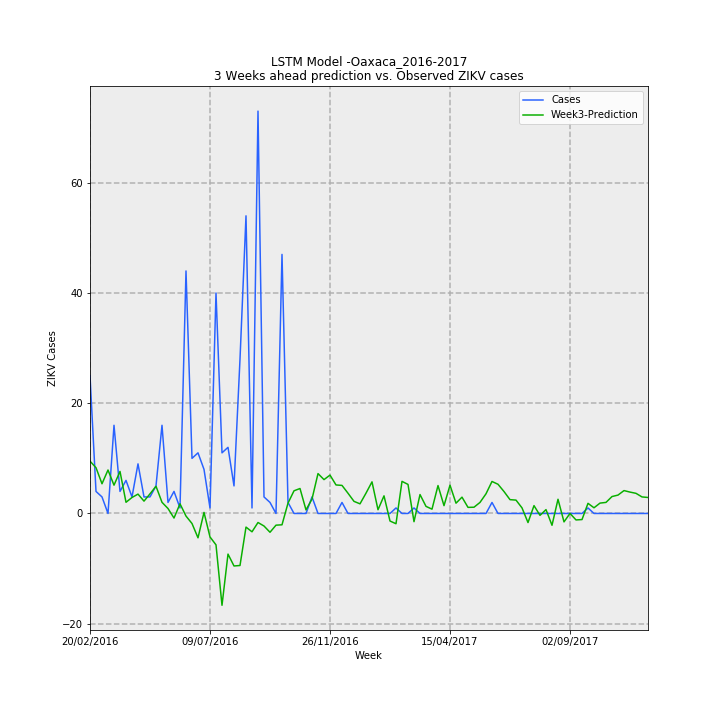 LSTM Model -Oaxaca_2016-2017
3 Weeks ahead prediction vs. Observed ZIKV cases
Cases
Week3-Prediction
ZIKV Cases
60
40
20
0
−20
20/02/2016
09/07/2016
26/11/2016
15/04/2017
02/09/2017
Week